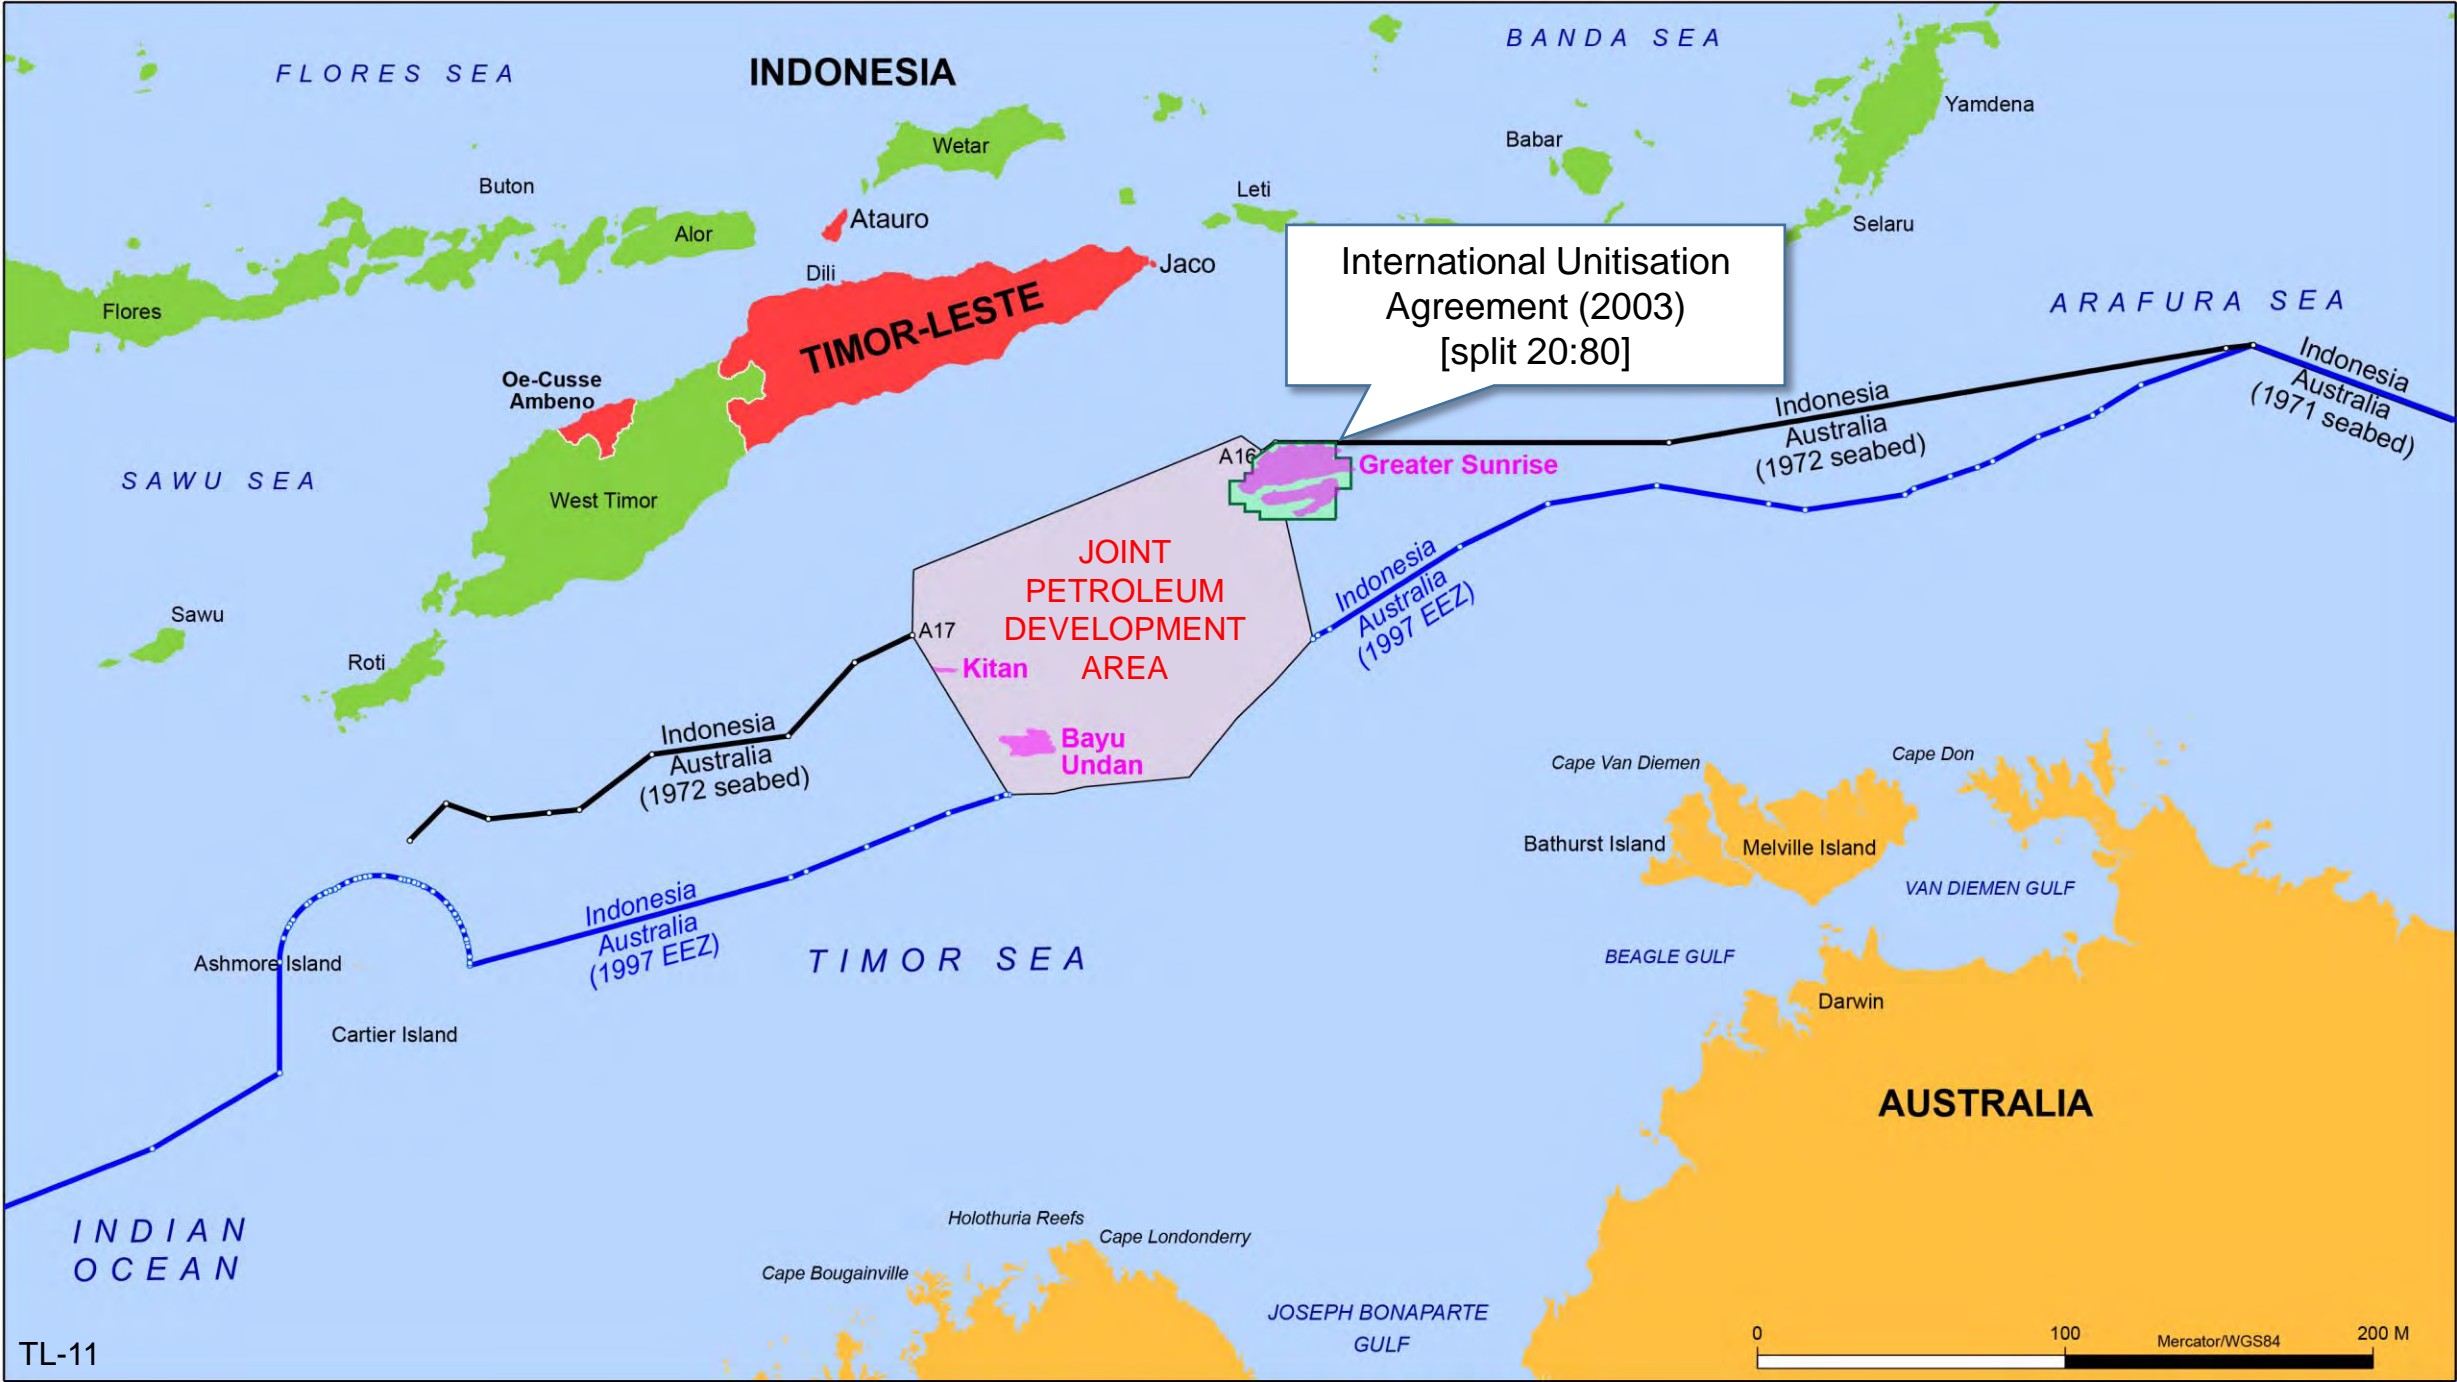 FLORES SEA
INDONESIA
BANDA SEA
Yamdena
Wetar
Babar
Buton
Leti
Atauro
Alor
Selaru
Jaco
Dili
Flores
TIMOR-LESTE
International Unitisation
Agreement (2003)
[split 20:80]
ARAFURA SEA
Indonesia
Australia
(1971 seabed)
Oe-Cusse
Ambeno
Indonesia
Australia
(1972 seabed)
A16
Greater Sunrise
SAWU SEA
West Timor
JOINT
PETROLEUM
DEVELOPMENT
AREA
Indonesia
Australia
(1997 EEZ)
Sawu
A17
Roti
Kitan
Indonesia
Australia
(1972 seabed)
Bayu
Undan
Cape Van Diemen
Cape Don
Bathurst Island
Melville Island
VAN DIEMEN GULF
Indonesia
Australia
(1997 EEZ)
TIMOR SEA
BEAGLE GULF
Ashmore Island
Darwin
Cartier Island
AUSTRALIA
INDIAN
OCEAN
Holothuria Reefs
Cape Londonderry
Cape Bougainville
JOSEPH BONAPARTE
GULF
0 100 200 M
Mercator/WGS84
TL-11